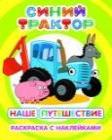 СИНИЙ
ТРАКТОР
НАШЕ ПУТЕШЕСТВИЕ
РАСКРАСКА С НАКЛЕЙКАМИ